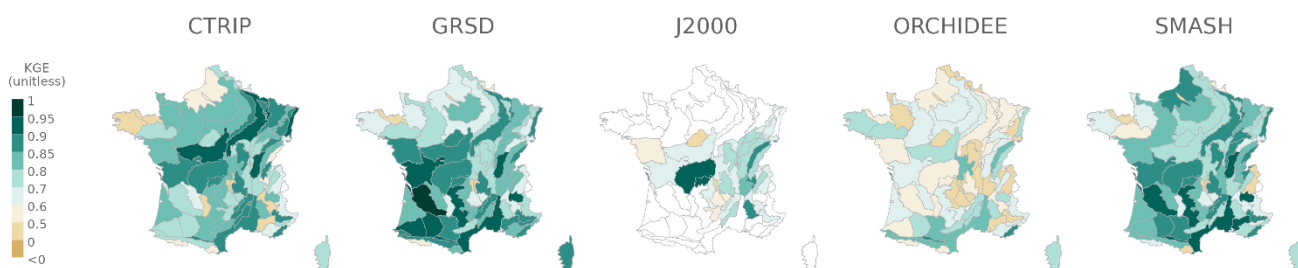 CTRIP
GRSD
J2000
ORCHIDEE
SMASH
KGE
(unitless)
1
0.95
0.9
0.85
0.8
0.7
0.6
0.5
0
<0